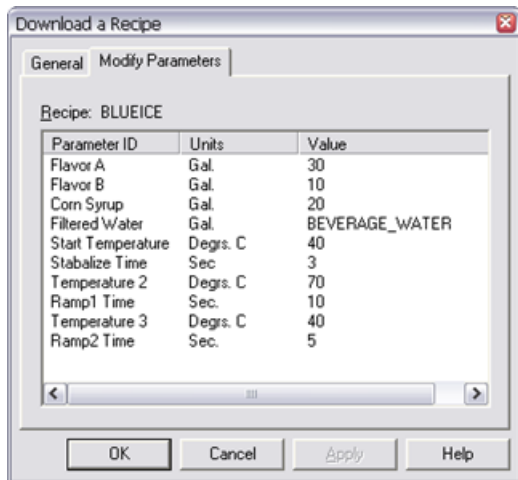 Download a Recipe
General Modify Parameters
Recipe: BLUEICE
Parameter ID Units Value
Flavor A Gal. 30
Flavor B Gal. 10
Corn Syrup Gal. 20
Filtered Water Gal. BEVERAGE_WATER
Start Temperature Degrs. C 40
Stabalize Time Sec 3
Temperature 2 Degrs. C 70
Ramp1 Time Sec. 10
Temperature 3 Degrs. C 40
Ramp2 Time Sec. 5
OK Cancel Apply Help